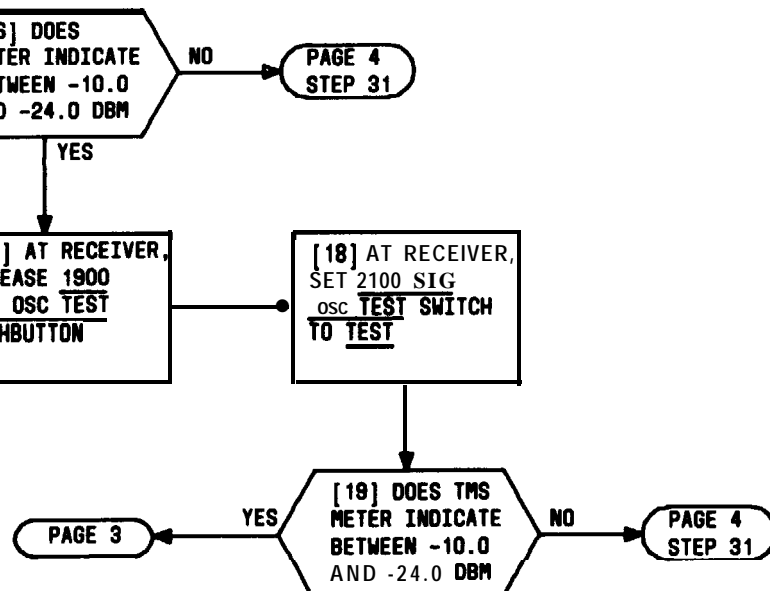 S] DOES
TER INDICATE
TWEEN -10.0
D -24.0 DBM
NO
PAGE 4
STEP 31
YES
] AT RECEIVER,
EASE 1900
OSC TEST
HBUTTON
[18] AT RECEIVER,
SET 2100 SIG
osc TEST SWITCH
TO TEST
[19] DOES TMS
METER INDICATE
BETWEEN -10.0
AND -24.0 DBM
YES
PAGE 3
NO
PAGE 4
STEP 31